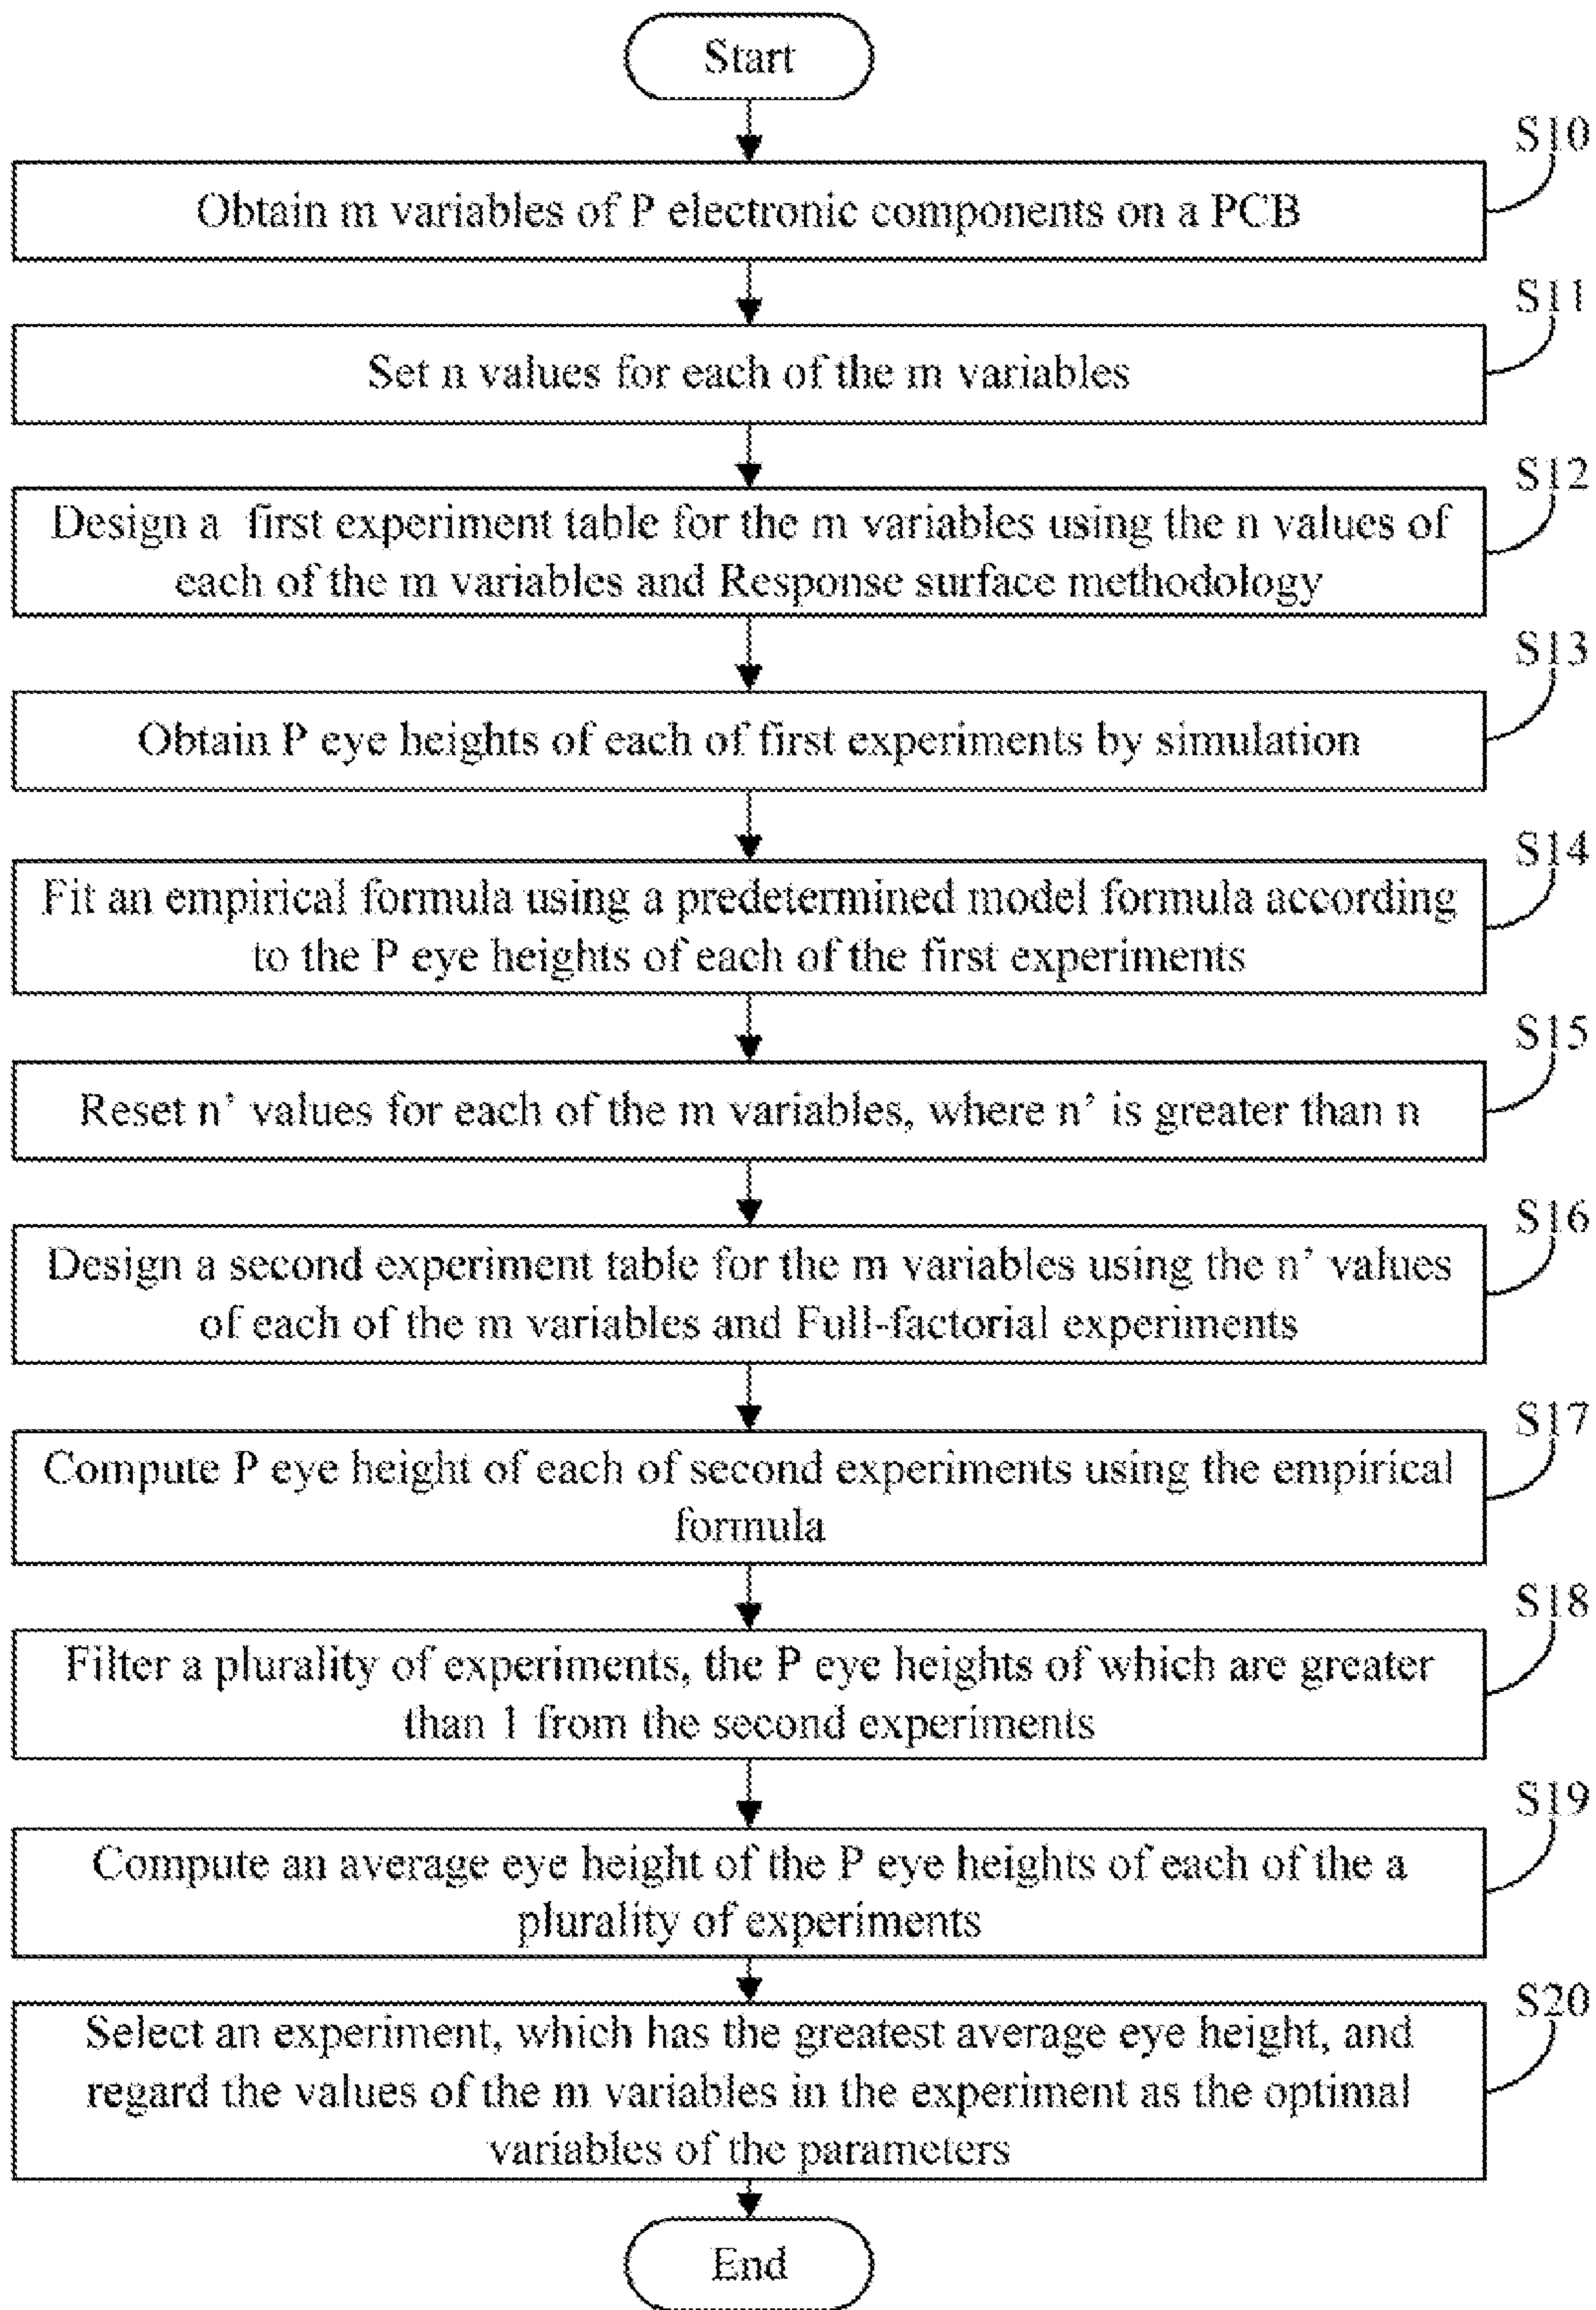 Start
S10
Obtain m variables of P electronic components on a PCB
S11
Set n values for each of the m variables
S12
Design a first experiment table for the m variables using the n values of
each of the m variables and Response surface methodology
S13
Obtain P eye heights of each of first experiments by simulation
S14
Fit an empirical formula using a predetermined model formula according
to the P eye heights of each of the first experiments
S15
Reset n' values for each of the m variables, where n' is greater than n
S16
Design a second experiment table for the m variables using the n' values
of each of the m variables and Full-factorial experiments
S17
Compute P eye height of each of second experiments using the empirical
formula
S18
Filter a plurality of experiments, the P eye heights of which are greater
than 1 from the second experiments
S19
Compute an average eye height of the P eye heights of each of the a
plurality of experiments
S20
Select an experiment, which has the greatest average eye height, and
regard the values of the m variables in the experiment as the optimal
variables of the parameters
End